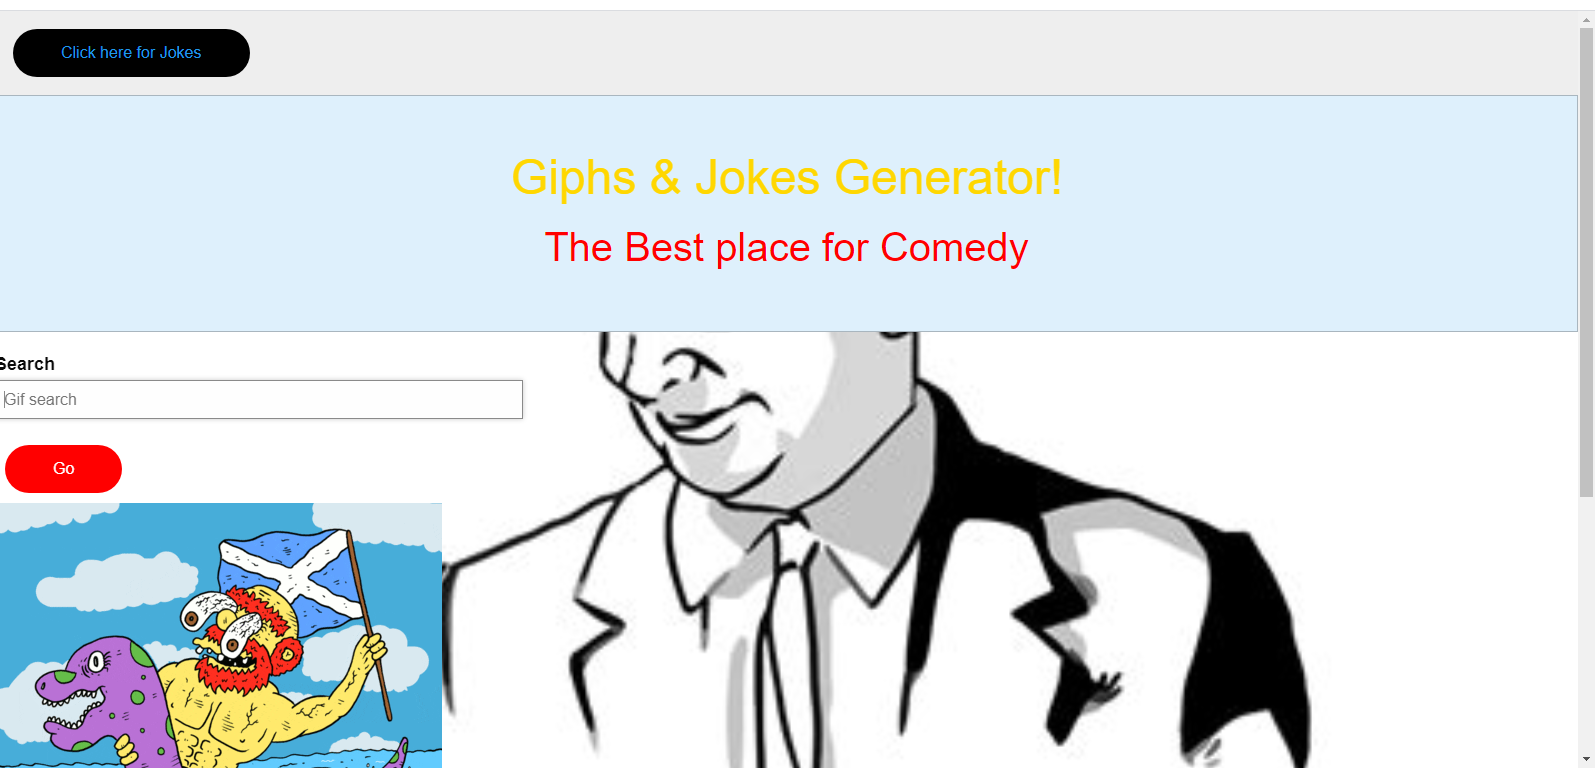 Click here for Jokes
Giphs & Jokes Generator!
The Best place for Comedy
Search
Gif search
Go